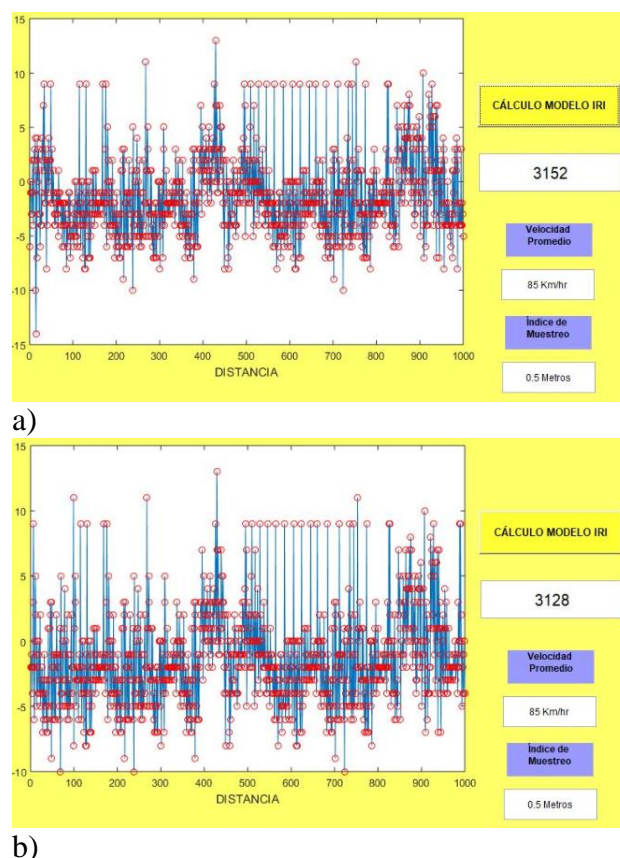 15
10
5
0
-5
-10
-15
0 100 200 300 400 500 600 700 800 900 1000
DISTANCIA
CÁLCULO MODELO IRI
3152
Velocidad
Promedio
85 Km/hr
Índice de
Muestreo
0.5 Metros
a)
15
10
5
0
-5
-10
0 100 200 300 400 500 600 700 800 900 1000
DISTANCIA
CÁLCULO MODELO IRI
3128
Velocidad
Promedio
85 Km/hr
Índice de
Muestreo
0.5 Metros
b)